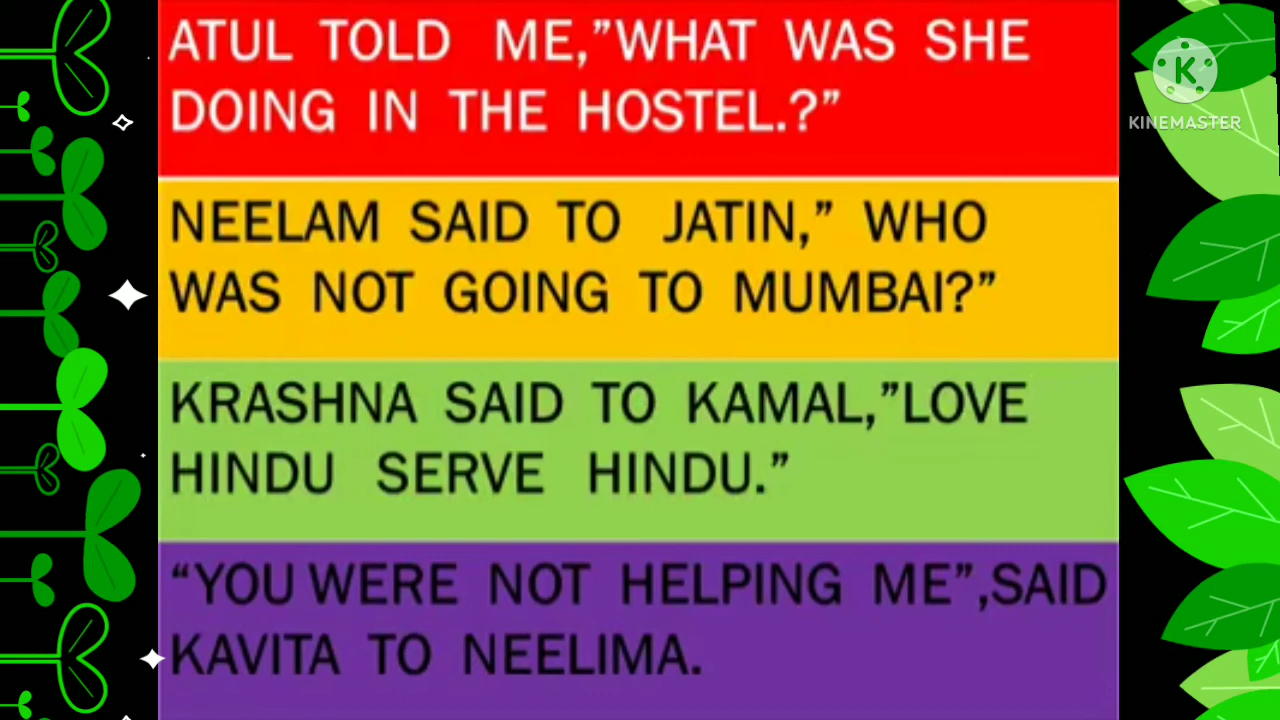 ATUL TOLD ME,”WHAT WAS SHE
DOING IN THE HOSTEL.?”
NEELAM SAID TO JATIN,” WHO
WAS NOT GOING TO MUMBAI?”
KRASHNA SAID TO KAMAL,”LOVE
HINDU SERVE HINDU.”
“YOU WERE NOT HELPING ME”,SAID
KAVITA TO NEELIMA.
K
KINEMASTER